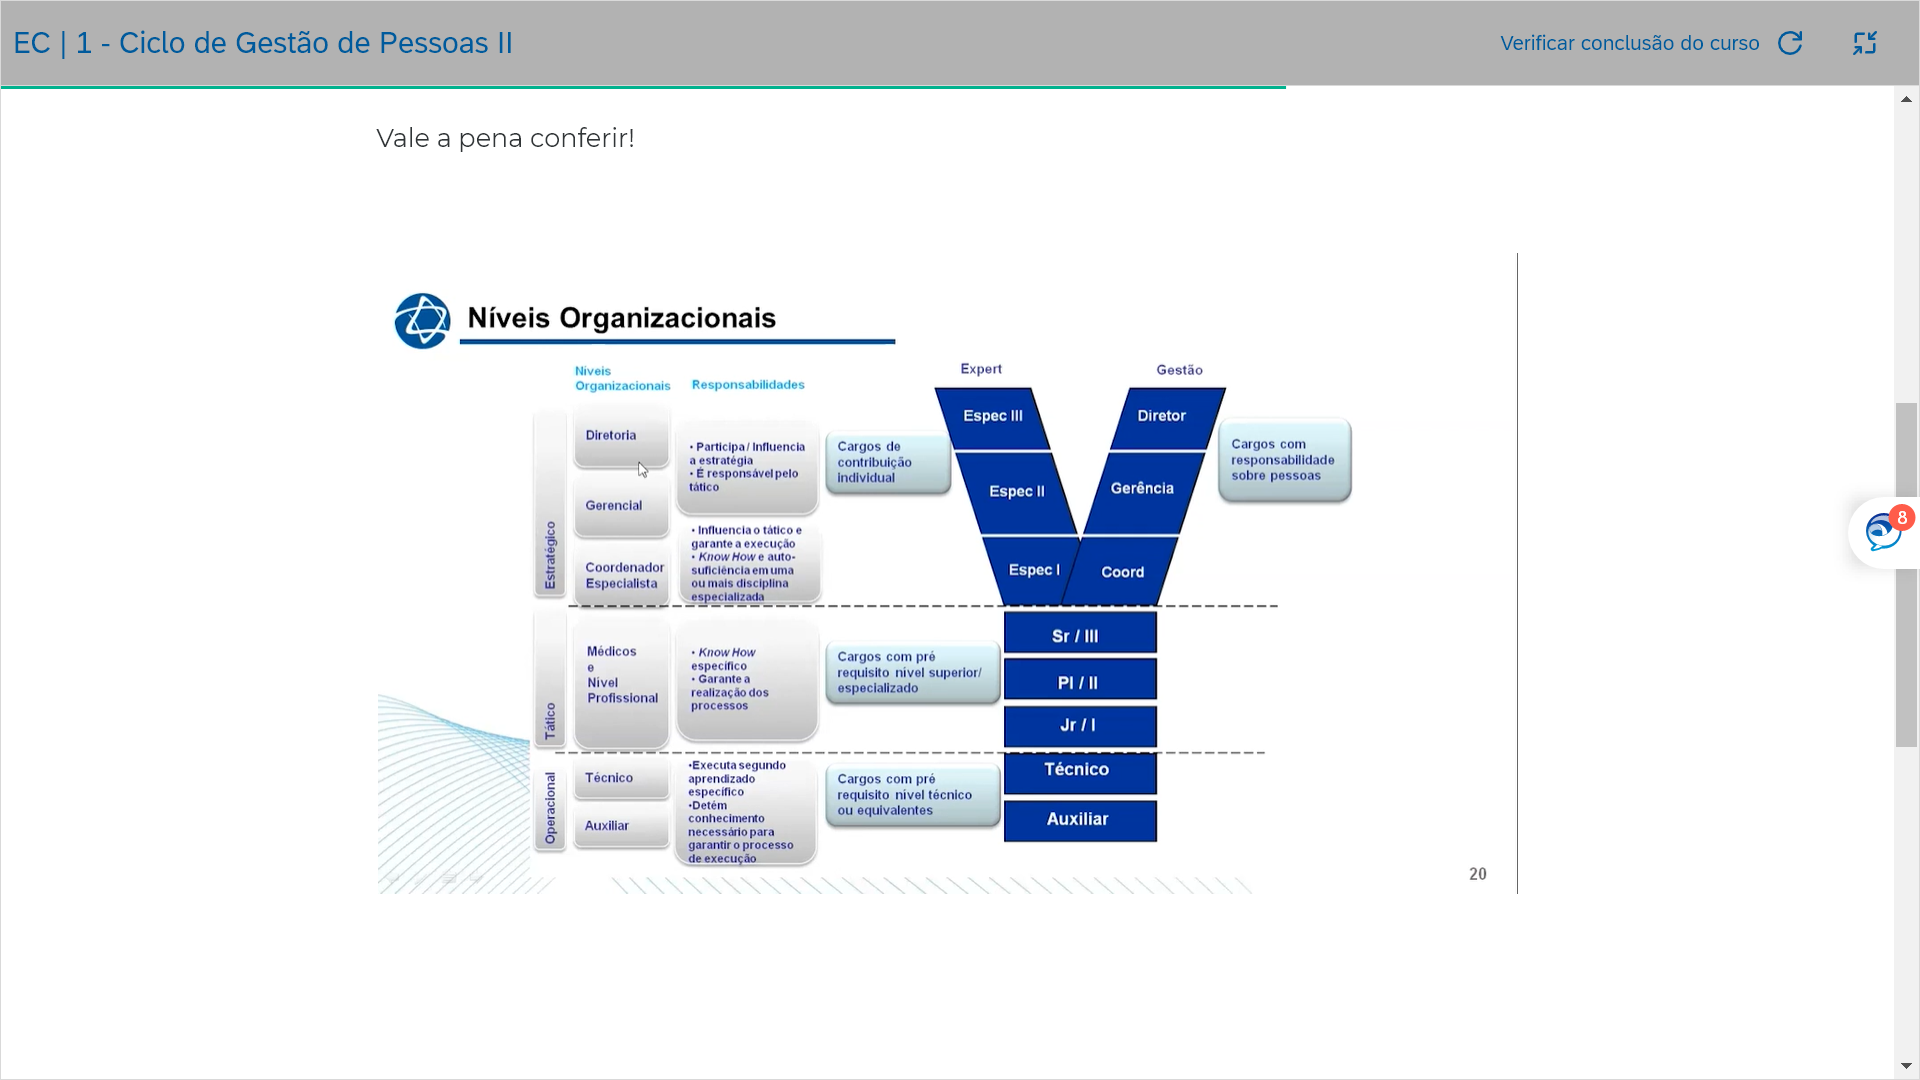 EC | 1 - Ciclo de Gestão de Pessoas II
Verificar conclusão do curso
Vale a pena conferir!
8
Níveis Organizacionais
Níveis
Organizacionais
Responsabilidades
Expert
Gestão
Estratégico
Diretoria
Gerencial
Coordenador
Especialista
• Participa / Influencia
a estratégia
• É responsável pelo
tático
• Influencia o tático e
garante a execução
• Know How e auto-
suficiência em uma
ou mais disciplina
especializada
Cargos de
contribuição
individual
Espec III
Espec II
Espec I
Diretor
Gerência
Coord
Cargos com
responsabilidade
sobre pessoas
Tático
Médicos
e
Nível
Profissional
• Know How
específico
• Garante a
realização dos
processos
Cargos com pré
requisito nível superior/
especializado
Sr / III
Pl / II
Jr / I
Operacional
Técnico
Auxiliar
•Executa segundo
aprendizado
específico
•Detém
conhecimento
necessário para
garantir o processo
de execução
Cargos com pré
requisito nível técnico
ou equivalentes
Técnico
Auxiliar
20